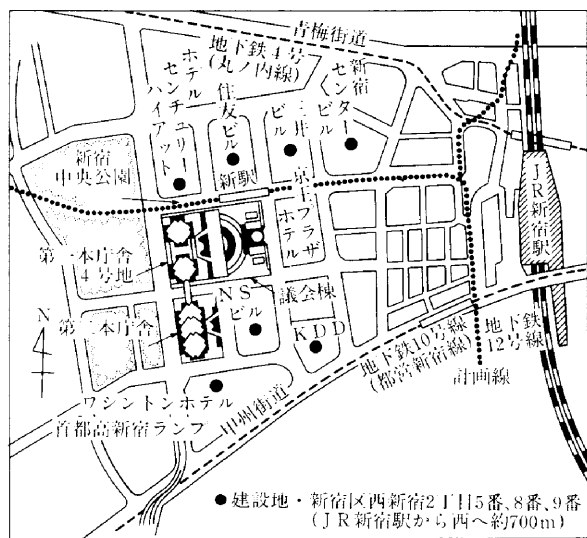 青梅街道
地下鉄4号
(丸ノ内線)
ホテル
センチュリー
ハイアット
住友ビル
三井ビル
新宿
センタービル
新宿
中央公園
新駅
京王プラザ
ホテル
JR新宿駅
第一本庁舎
4号地
議会棟
NSビル
KDD
第二本庁舎
N
地下鉄10号線
(都営新宿線)
地下鉄
12号線
計画線
ワシントンホテル
首都高新宿ランプ
甲州街道
●建設地・新宿区西新宿2丁目5番、8番、9番
(JR新宿駅から西へ約700m)